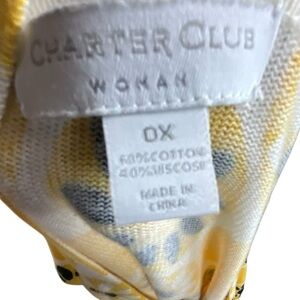 CHARTER CLUB
WOMAN
0X
60% COTTON
40% VISCOSE
MADE IN
CHINA